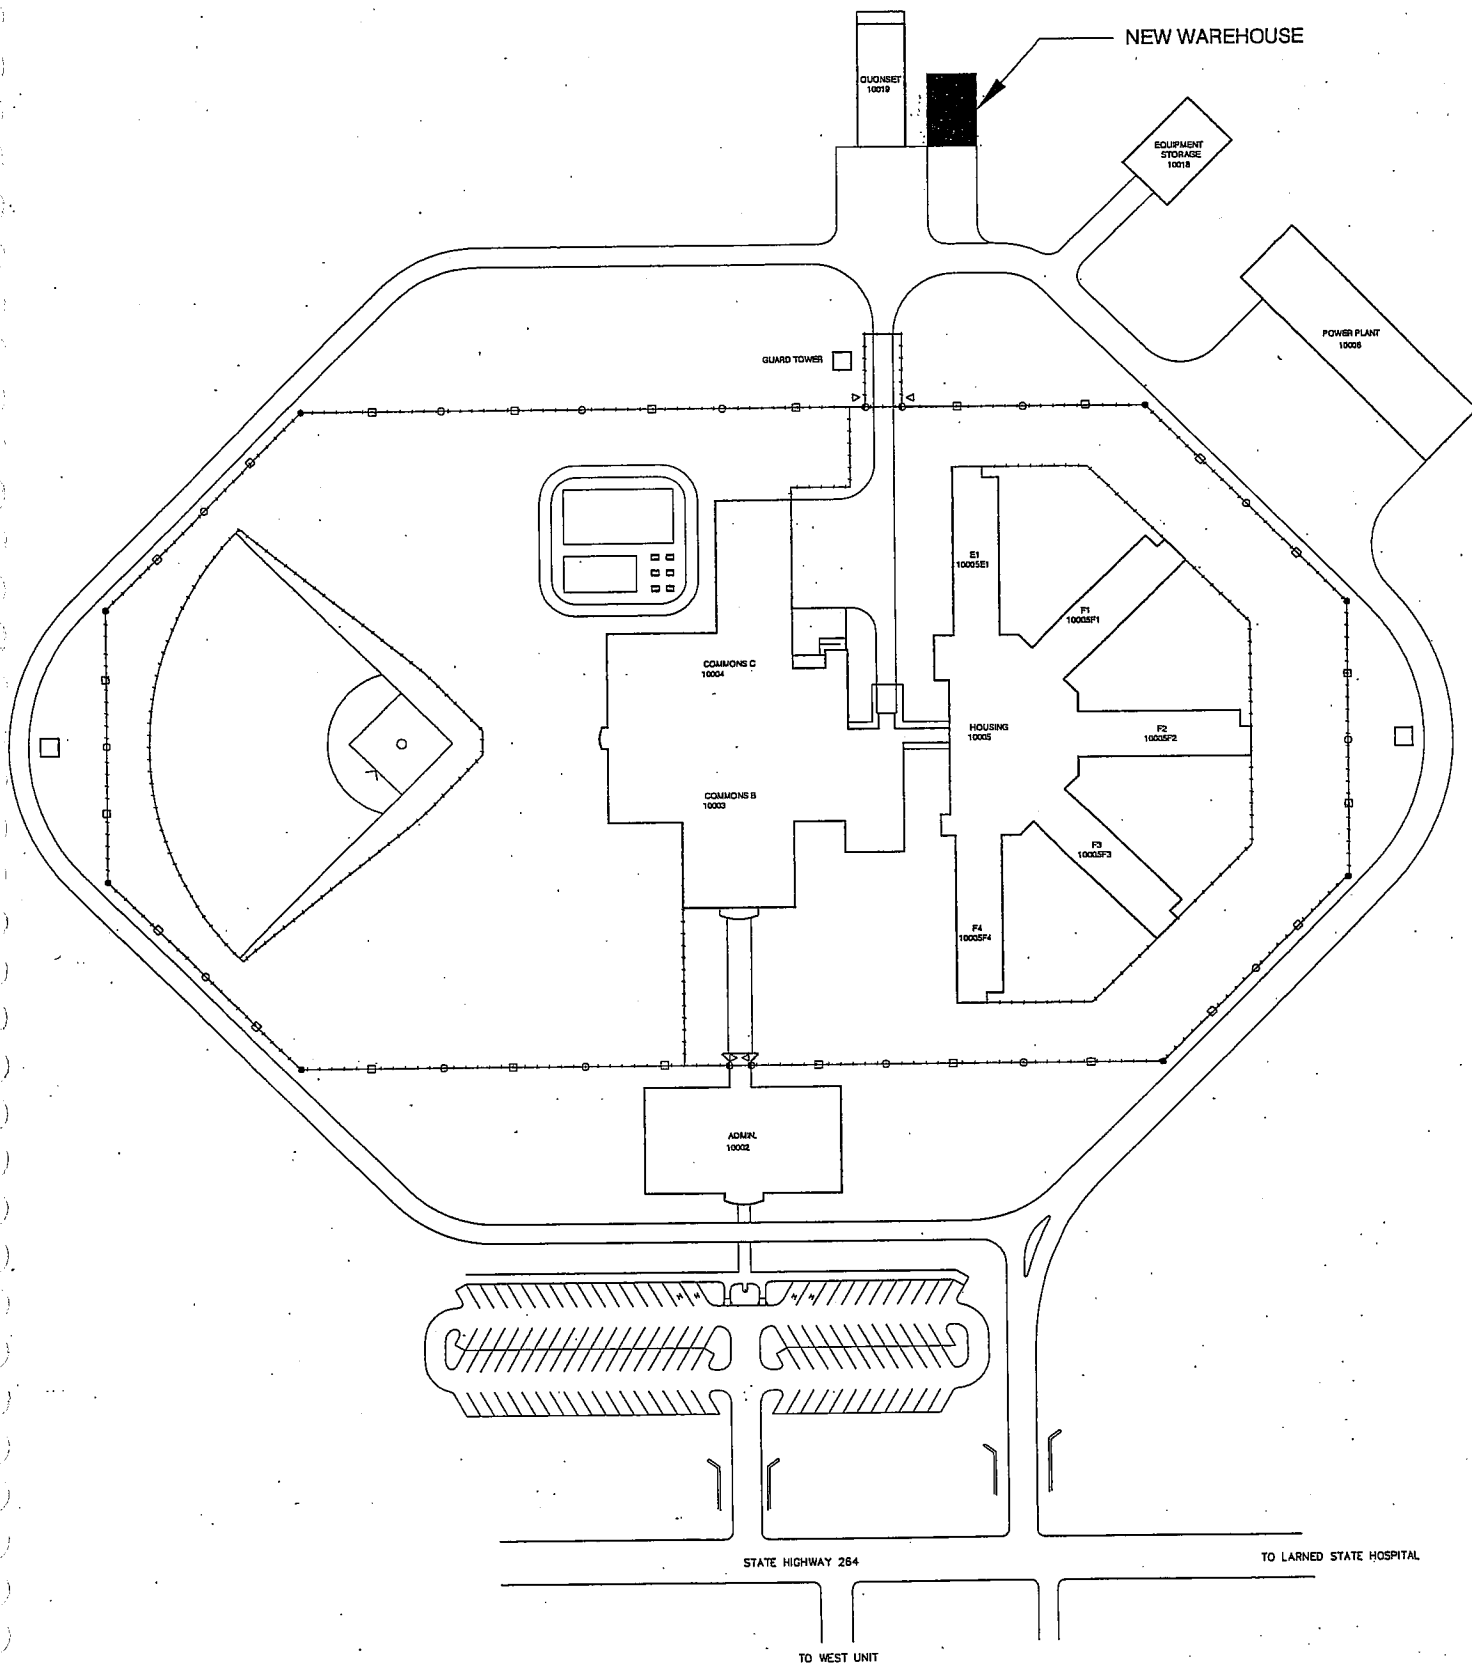 NEW WAREHOUSE
QUONSET
10019
EQUIPMENT
STORAGE
10018
POWER PLANT
10006
GUARD TOWER
E1
10005E1
F1
10005F1
COMMONS C
10004
HOUSING
10005
F2
10005F2
COMMONS B
10003
F3
10005F3
F4
10005F4
ADMIN.
10002
STATE HIGHWAY 264
TO LARNED STATE HOSPITAL
TO WEST UNIT